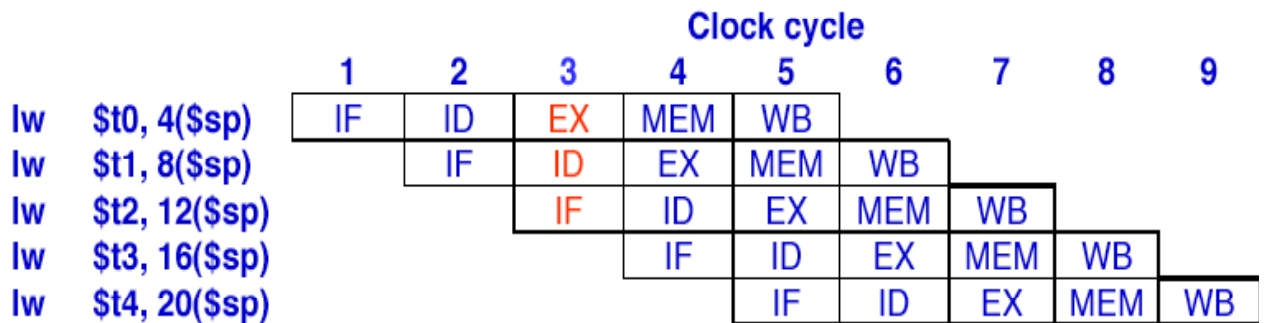 Clock cycle
1 2 3 4 5 6 7 8 9
lw $t0, 4($sp) IF ID EX MEM WB
lw $t1, 8($sp) IF ID EX MEM WB
lw $t2, 12($sp) IF ID EX MEM WB
lw $t3, 16($sp) IF ID EX MEM WB
lw $t4, 20($sp) IF ID EX MEM WB